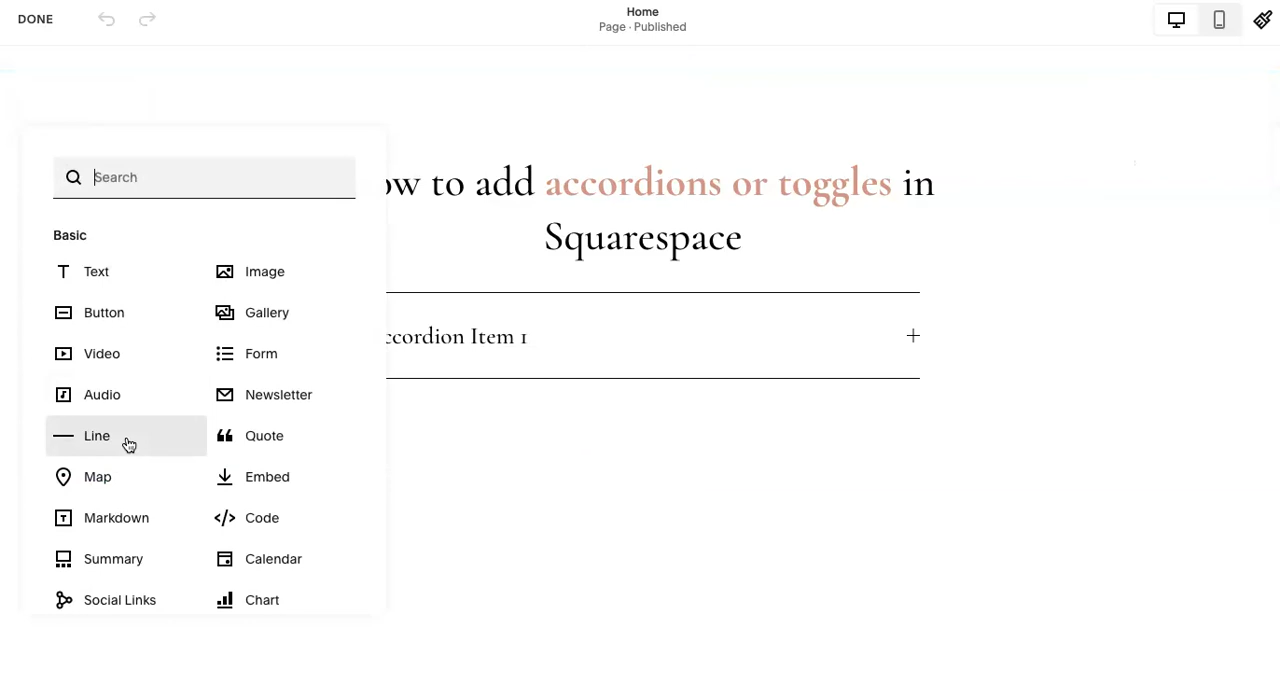 DONE
Home
Page · Published
Search
Basic
Text
Image
Button
Gallery
Video
Form
Audio
Newsletter
Line
Quote
Map
Embed
Markdown
Code
Summary
Calendar
Social Links
Chart
ow to add accordions or toggles in
Squarespace
ccordion Item 1